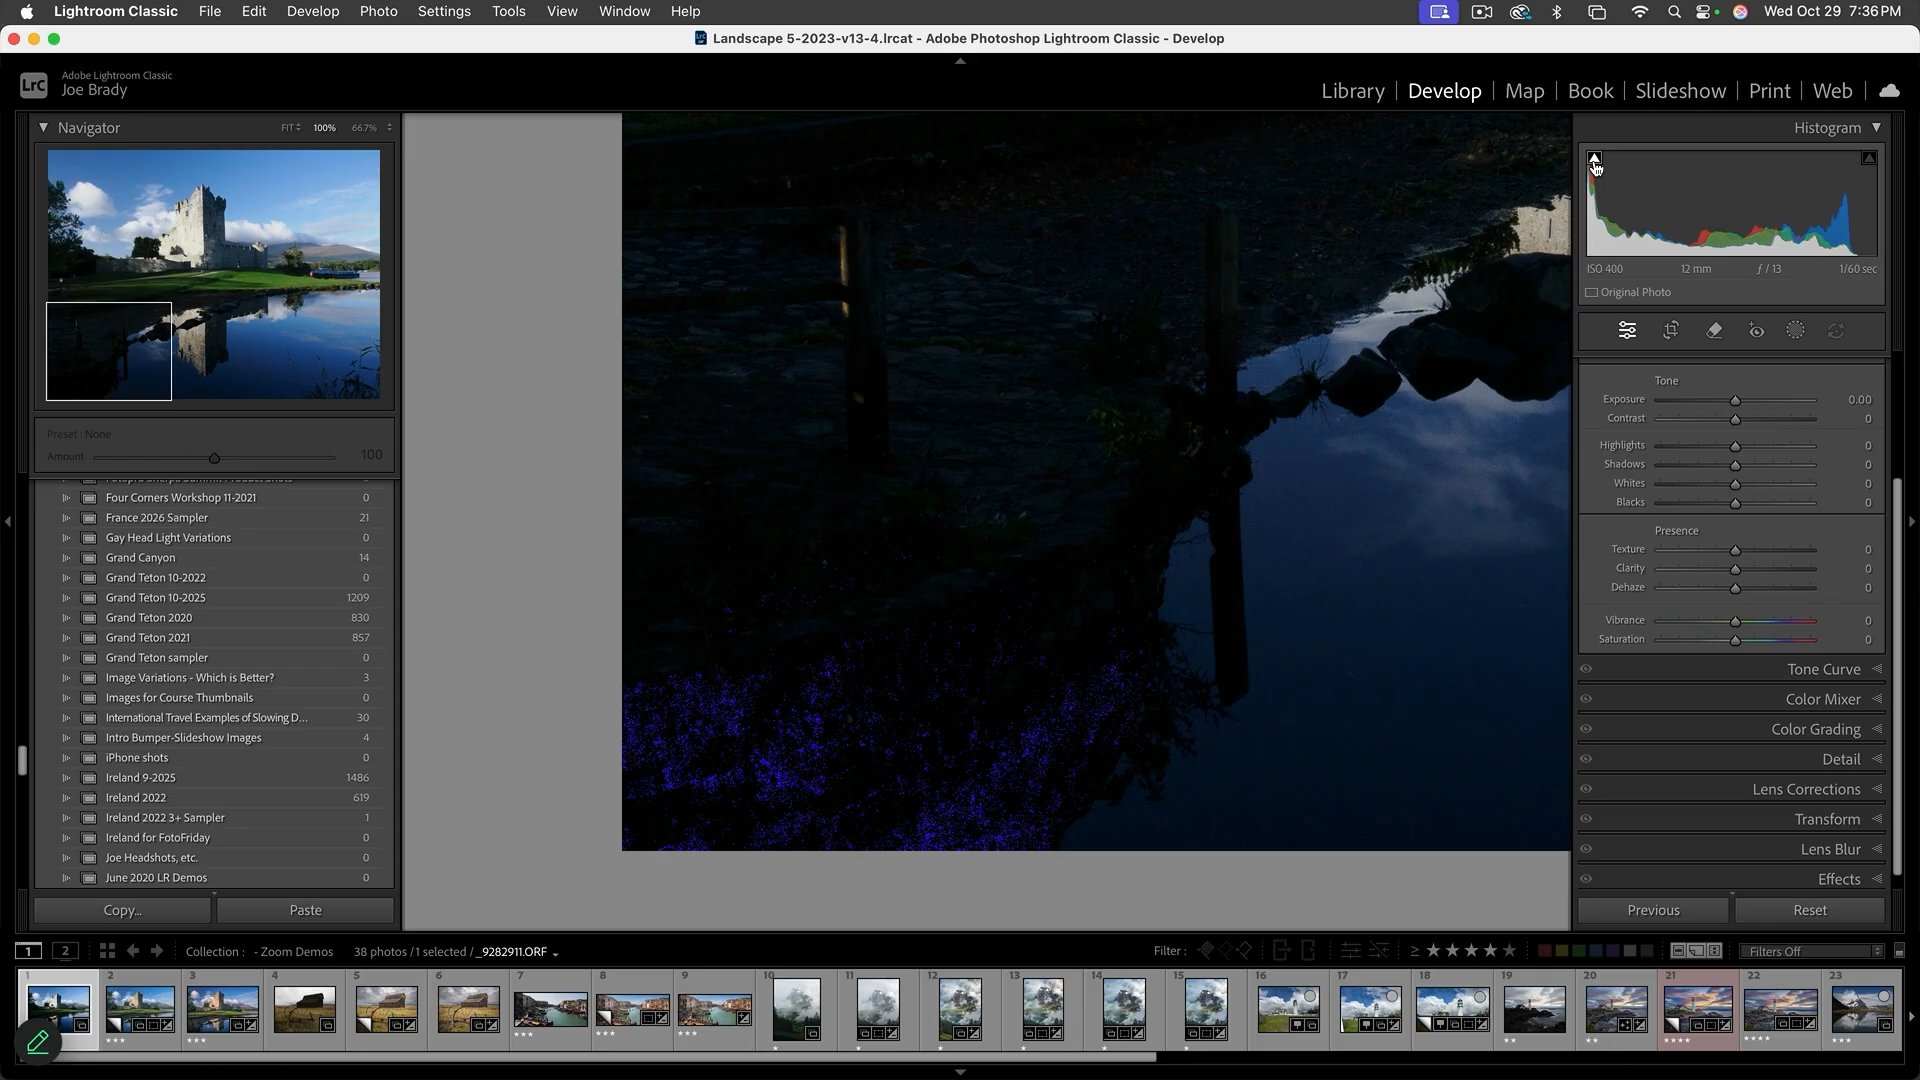 Lightroom Classic File Edit Develop Photo Settings Tools View Window Help Wed Oct 29 7:36 PM
LrC Landscape 5-2023-v13-4.lrcat - Adobe Photoshop Lightroom Classic - Develop
LrC Adobe Lightroom Classic
Joe Brady
Library | Develop | Map | Book | Slideshow | Print | Web
Navigator FIT 100% 66.7%
Preset : None
Amount 100
Four Corners Workshop 11-2021 0
France 2026 Sampler 21
Gay Head Light Variations 0
Grand Canyon 14
Grand Teton 10-2022 0
Grand Teton 10-2025 1209
Grand Teton 2020 830
Grand Teton 2021 857
Grand Teton sampler 0
Image Variations - Which is Better? 3
Images for Course Thumbnails 0
International Travel Examples of Slowing D... 30
Intro Bumper-Slideshow Images 4
iPhone shots 0
Ireland 9-2025 1486
Ireland 2022 619
Ireland 2022 3+ Sampler 1
Ireland for FotoFriday 0
Joe Headshots, etc. 0
June 2020 LR Demos 0
Copy... Paste
Histogram
ISO 400 12 mm ƒ / 13 1/60 sec
Original Photo
Tone
Exposure 0.00
Contrast 0
Highlights 0
Shadows 0
Whites 0
Blacks 0
Presence
Texture 0
Clarity 0
Dehaze 0
Vibrance 0
Saturation 0
Tone Curve
Color Mixer
Color Grading
Detail
Lens Corrections
Transform
Lens Blur
Effects
Previous Reset
1 2 Collection : - Zoom Demos 38 photos / 1 selected / _9282911.ORF Filter : ≥ ★★★★★ Filters Off
1 2 3 4 5 6 7 8 9 10 11 12 13 14 15 16 17 18 19 20 21 22 23